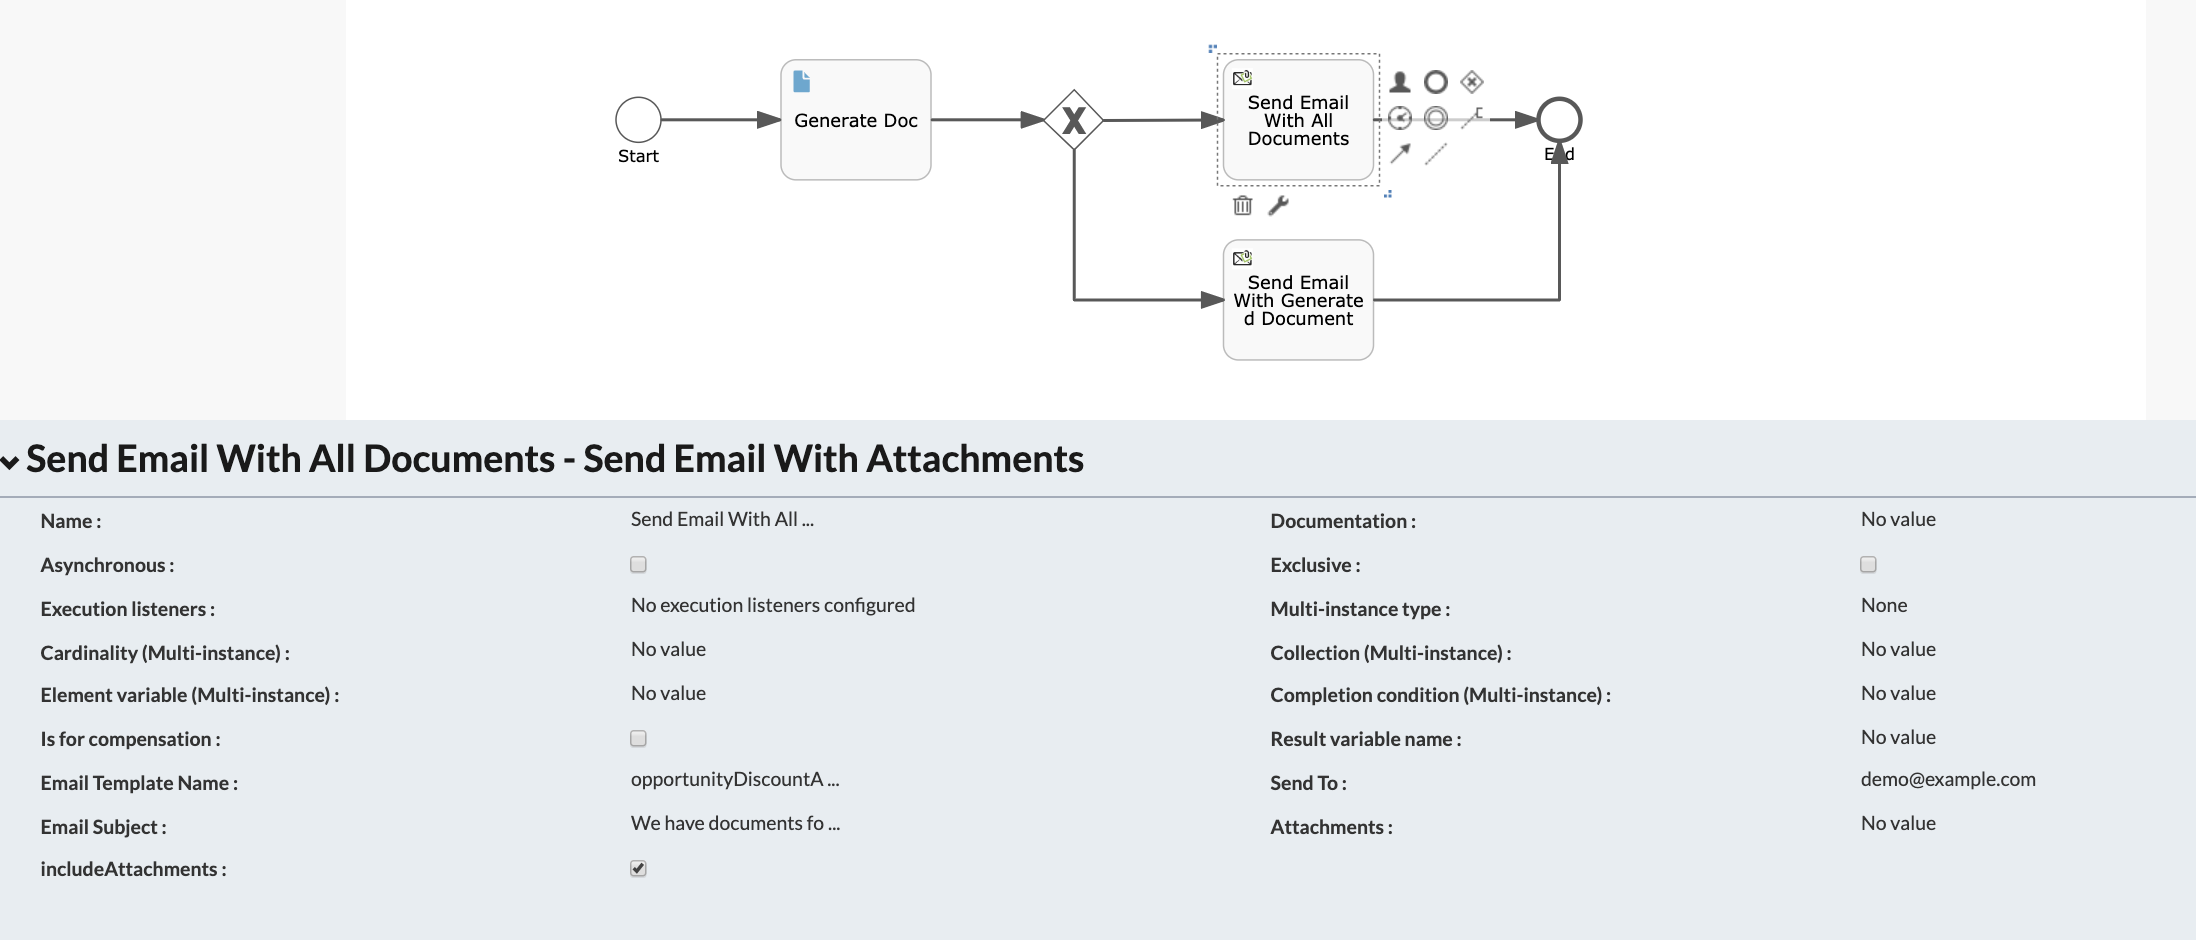 Start
Generate Doc
X
Send Email
With All
Documents
End
Send Email
With Generate
d Document
Send Email With All Documents - Send Email With Attachments
Name : Send Email With All ... Documentation : No value
Asynchronous : Exclusive :
Execution listeners : No execution listeners configured Multi-instance type : None
Cardinality (Multi-instance) : No value Collection (Multi-instance) : No value
Element variable (Multi-instance) : No value Completion condition (Multi-instance) : No value
Is for compensation : Result variable name : No value
Email Template Name : opportunityDiscountA ... Send To : demo@example.com
Email Subject : We have documents fo ... Attachments : No value
includeAttachments :